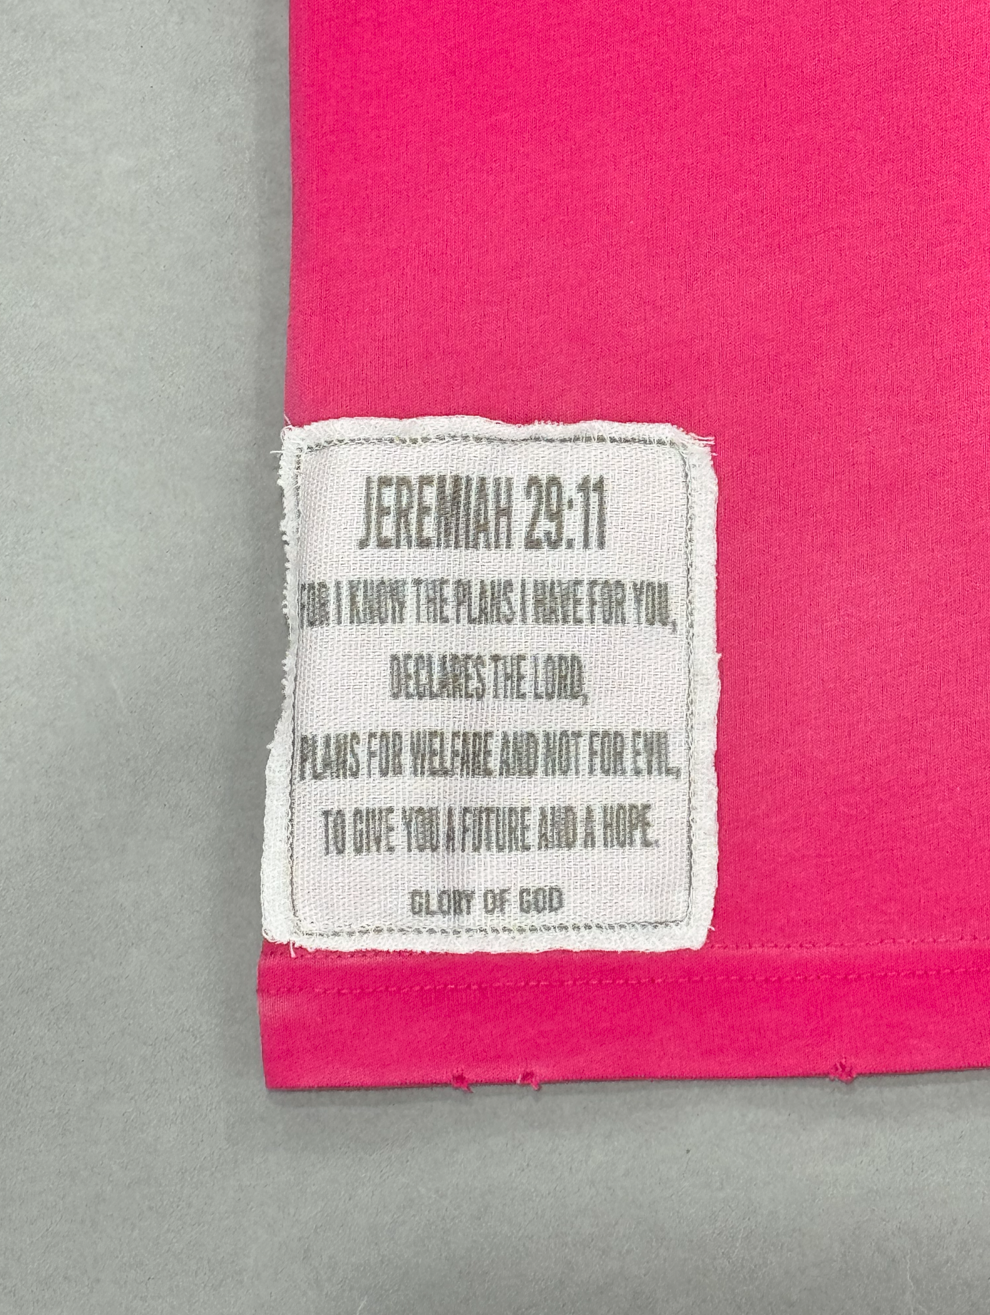 JEREMIAH 29:11
FOR I KNOW THE PLANS I HAVE FOR YOU,
DECLARES THE LORD,
PLANS FOR WELFARE AND NOT FOR EVIL,
TO GIVE YOU A FUTURE AND A HOPE.
GLORY OF GOD